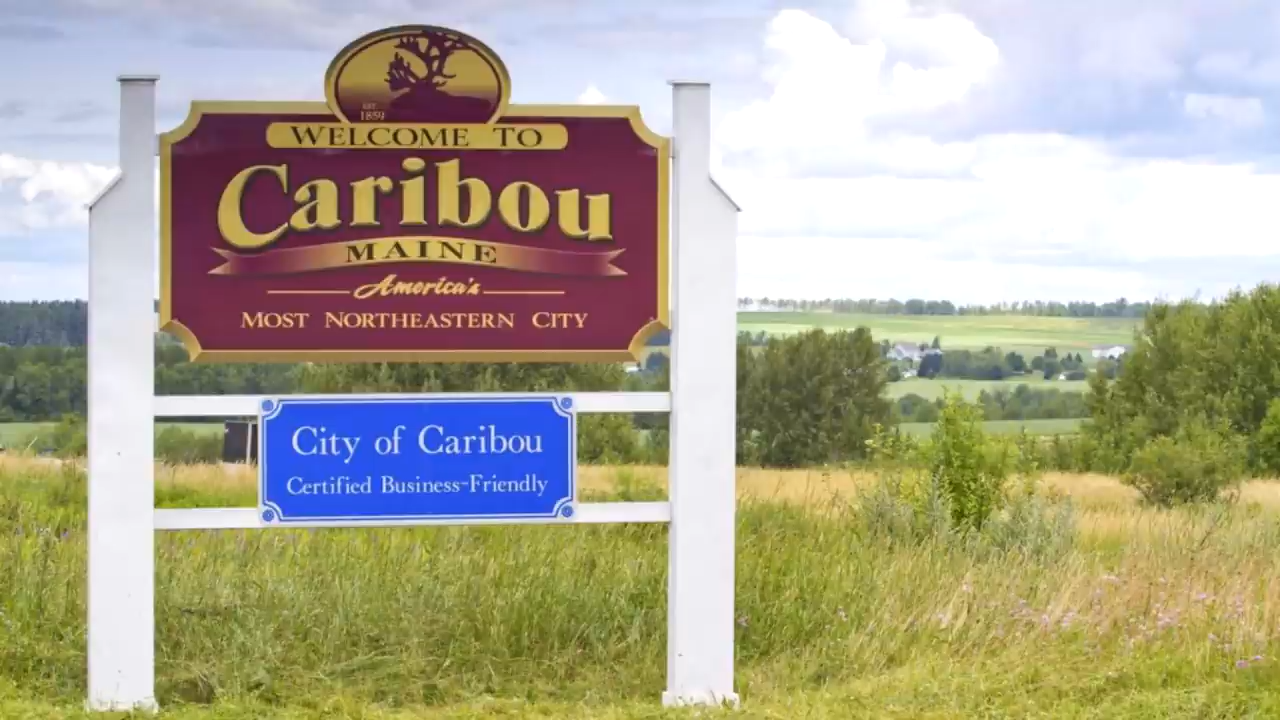 EST.
1859
WELCOME TO
Caribou
MAINE
America's
MOST NORTHEASTERN CITY
City of Caribou
Certified Business-Friendly